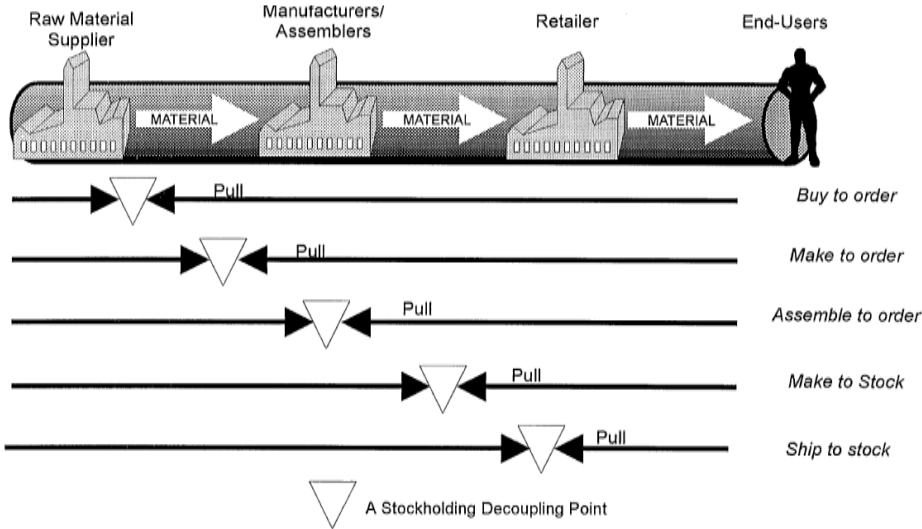 Raw Material
Supplier
Manufacturers/
Assemblers
Retailer
End-Users
MATERIAL
MATERIAL
MATERIAL
Pull
Buy to order
Pull
Make to order
Pull
Assemble to order
Pull
Make to Stock
Pull
Ship to stock
A Stockholding Decoupling Point